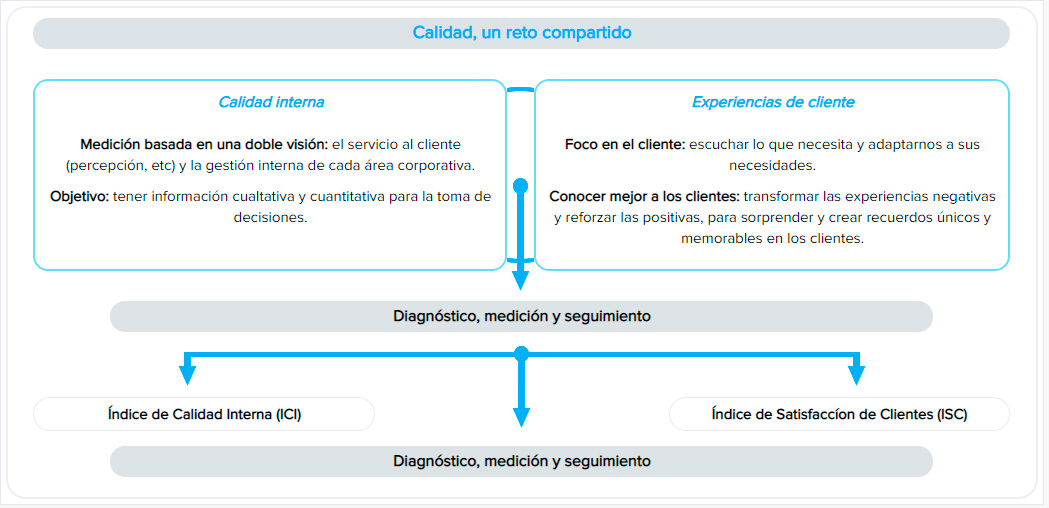 Calidad, un reto compartido
Calidad interna
Medición basada en una doble visión: el servicio al cliente
(percepción, etc) y la gestión interna de cada área corporativa.
Objetivo: tener información cualtativa y cuantitativa para la toma de
decisiones.
Experiencias de cliente
Foco en el cliente: escuchar lo que necesita y adaptarnos a sus
necesidades.
Conocer mejor a los clientes: transformar las experiencias negativas
y reforzar las positivas, para sorprender y crear recuerdos únicos y
memorables en los clientes.
Diagnóstico, medición y seguimiento
Índice de Calidad Interna (ICI)
Índice de Satisfaccíon de Clientes (ISC)
Diagnóstico, medición y seguimiento